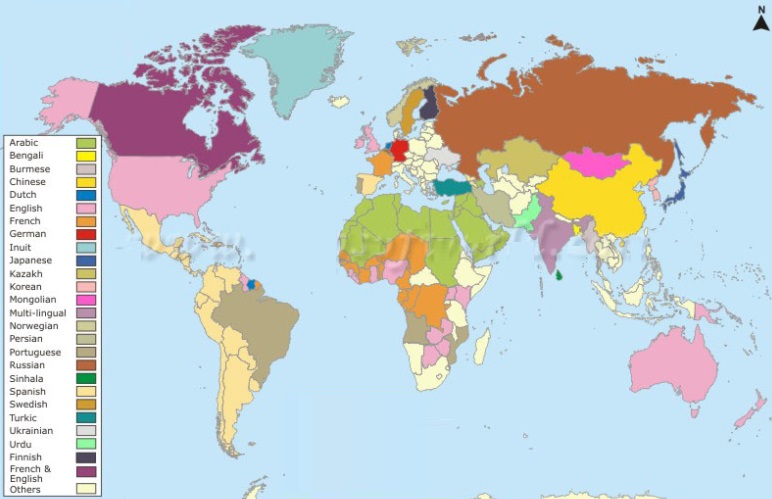 N
Arabic
Bengali
Burmese
Chinese
Dutch
English
French
German
Inuit
Japanese
Kazakh
Korean
Mongolian
Multi-lingual
Norwegian
Persian
Portuguese
Russian
Sinhala
Spanish
Swedish
Turkic
Ukrainian
Urdu
Finnish
French &
English
Others